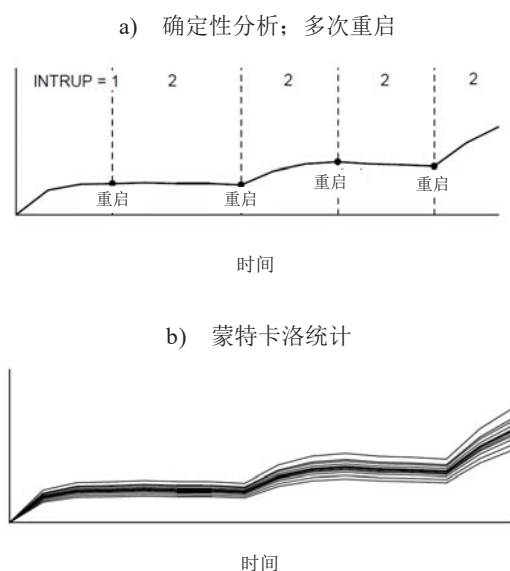 a) 确定性分析；多次重启
INTRUP = 1 2 2 2 2
重启 重启 重启 重启
时间
b) 蒙特卡洛统计
时间